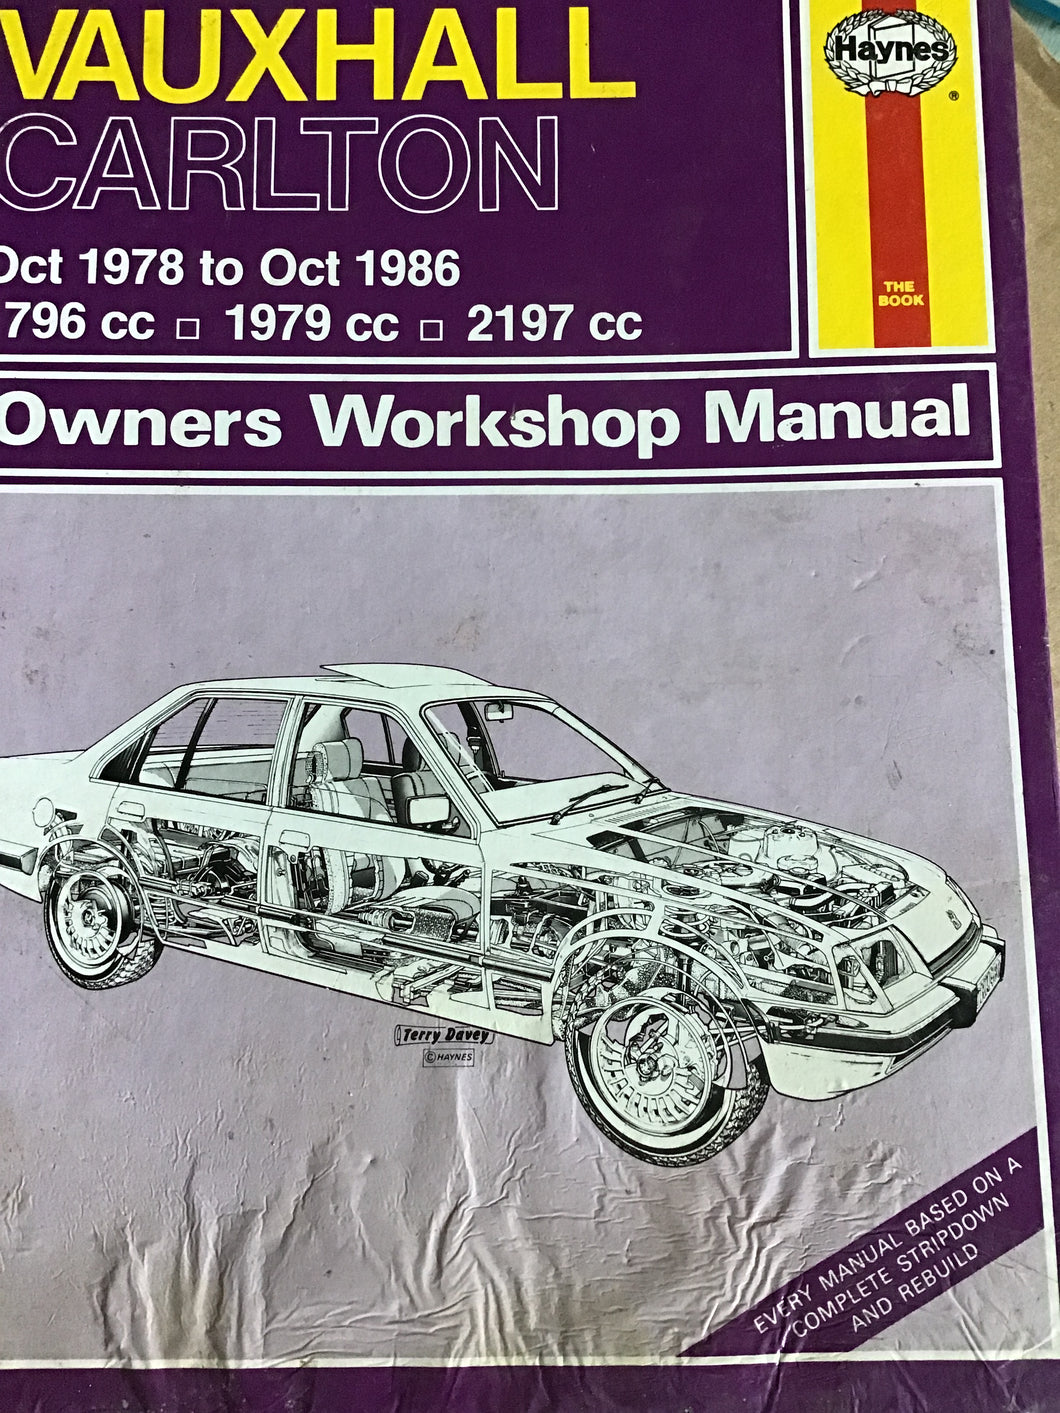 VAUXHALL
CARLTON
Oct 1978 to Oct 1986
796 cc □ 1979 cc □ 2197 cc
Owners Workshop Manual
Haynes
®
THE
BOOK
Terry Davey
© HAYNES
EVERY MANUAL BASED ON A
COMPLETE STRIPDOWN
AND REBUILD